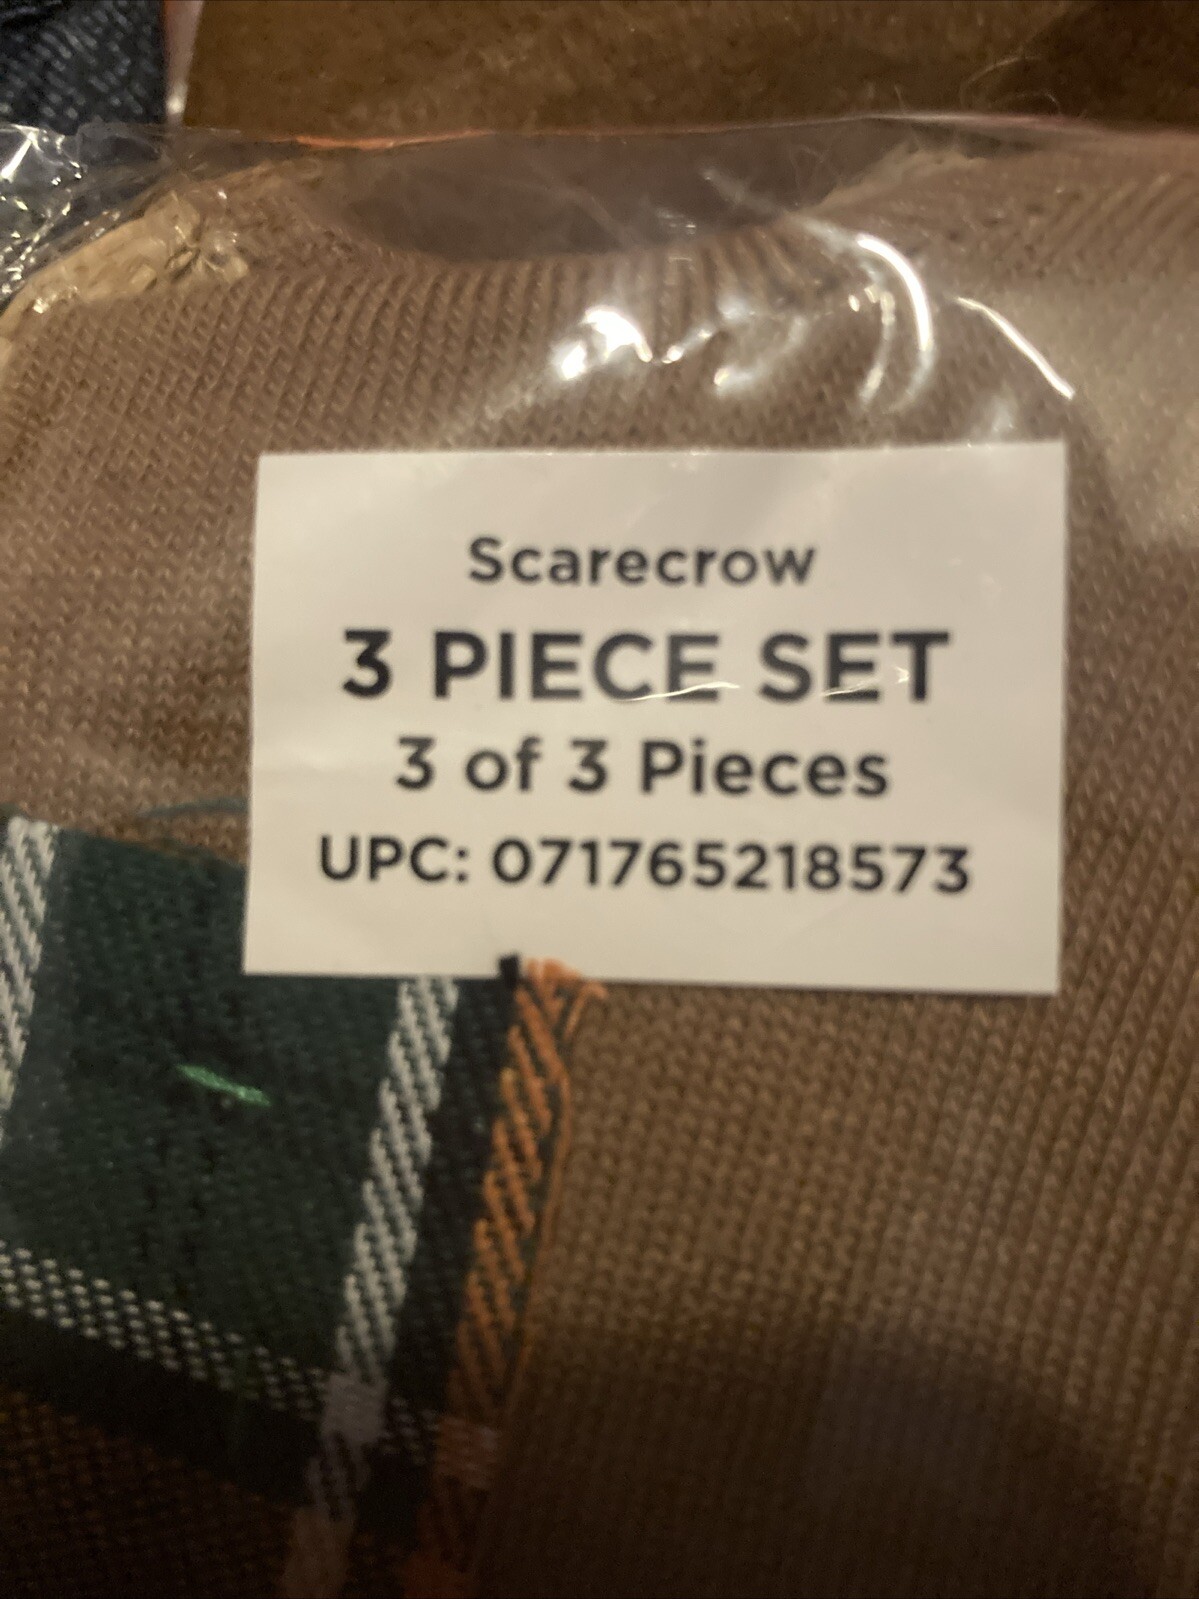 Scarecrow
3 PIECE SET
3 of 3 Pieces
UPC: 071765218573